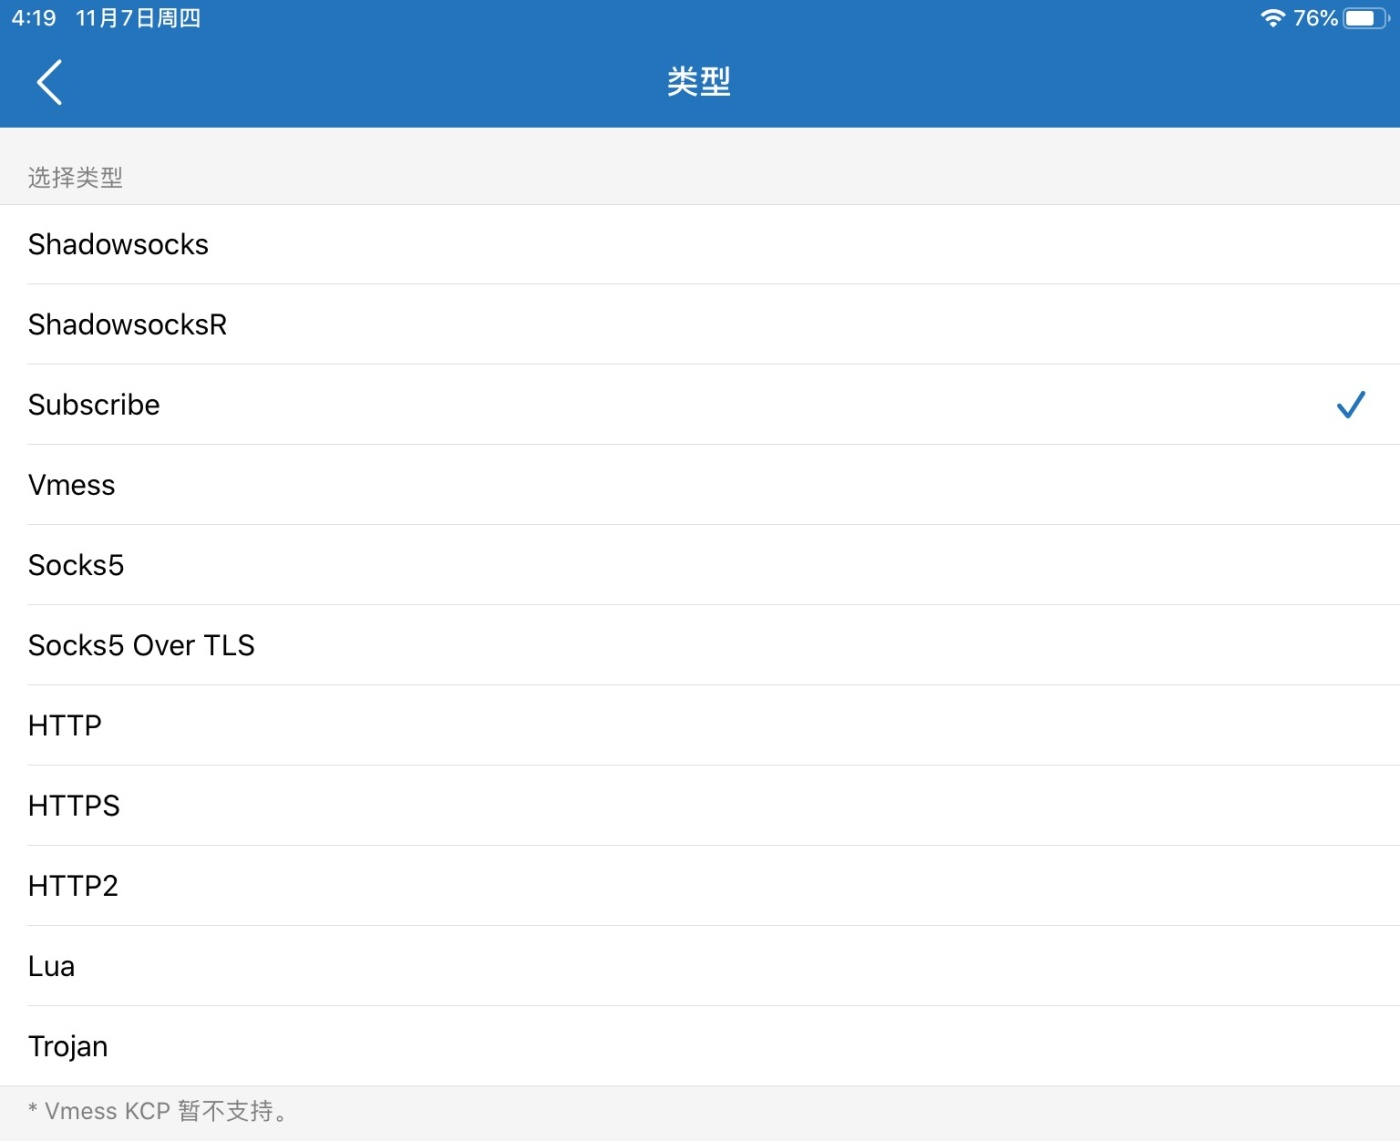 4:19 11月7日周四 76%
类型
选择类型
Shadowsocks
ShadowsocksR
Subscribe
Vmess
Socks5
Socks5 Over TLS
HTTP
HTTPS
HTTP2
Lua
Trojan
* Vmess KCP 暂不支持。